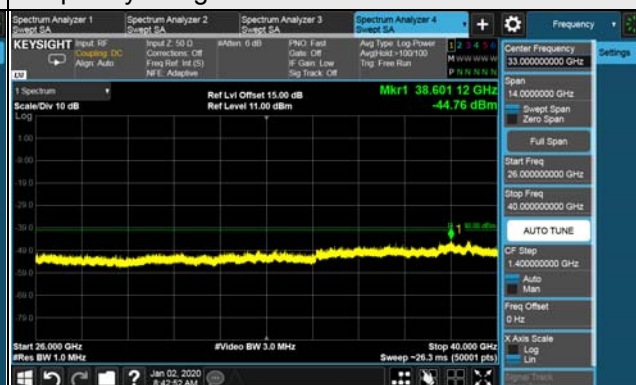 Spectrum Analyzer 1
Swept SA
Spectrum Analyzer 2
Swept SA
Spectrum Analyzer 3
Swept SA
Spectrum Analyzer 4
Swept SA
+
Frequency
KEYSIGHT
Input: RF
Coupling: DC
Align: Auto
Input Z: 50 Ω
Corrections: Off
Freq Ref: Int (S)
NFE: Adaptive
#Atten: 0 dB
PNO: Fast
Gate: Off
IF Gain: Low
Sig Track: Off
Avg Type: Log-Power
Avg|Hold:>100/100
Trig: Free Run
1 2 3 4 5 6
M W W W W W
P N N N N N
LXI
1 Spectrum
Scale/Div 10 dB
Log
Ref Lvl Offset 15.00 dB
Ref Level 11.00 dBm
Mkr1 38.601 12 GHz
-44.76 dBm
1.00
-9.00
-19.0
-29.0
-39.0
-49.0
-59.0
-69.0
-79.0
1
Start 26.000 GHz
#Res BW 1.0 MHz
#Video BW 3.0 MHz
Stop 40.000 GHz
Sweep ~26.3 ms (50001 pts)
Jan 02, 2020
8:42:52 AM
Center Frequency
33.000000000 GHz
Settings
Span
14.0000000 GHz
Swept Span
Zero Span
Full Span
Start Freq
26.000000000 GHz
Stop Freq
40.000000000 GHz
AUTO TUNE
CF Step
1.400000000 GHz
Auto
Man
Freq Offset
0 Hz
X Axis Scale
Log
Lin
Signal Track